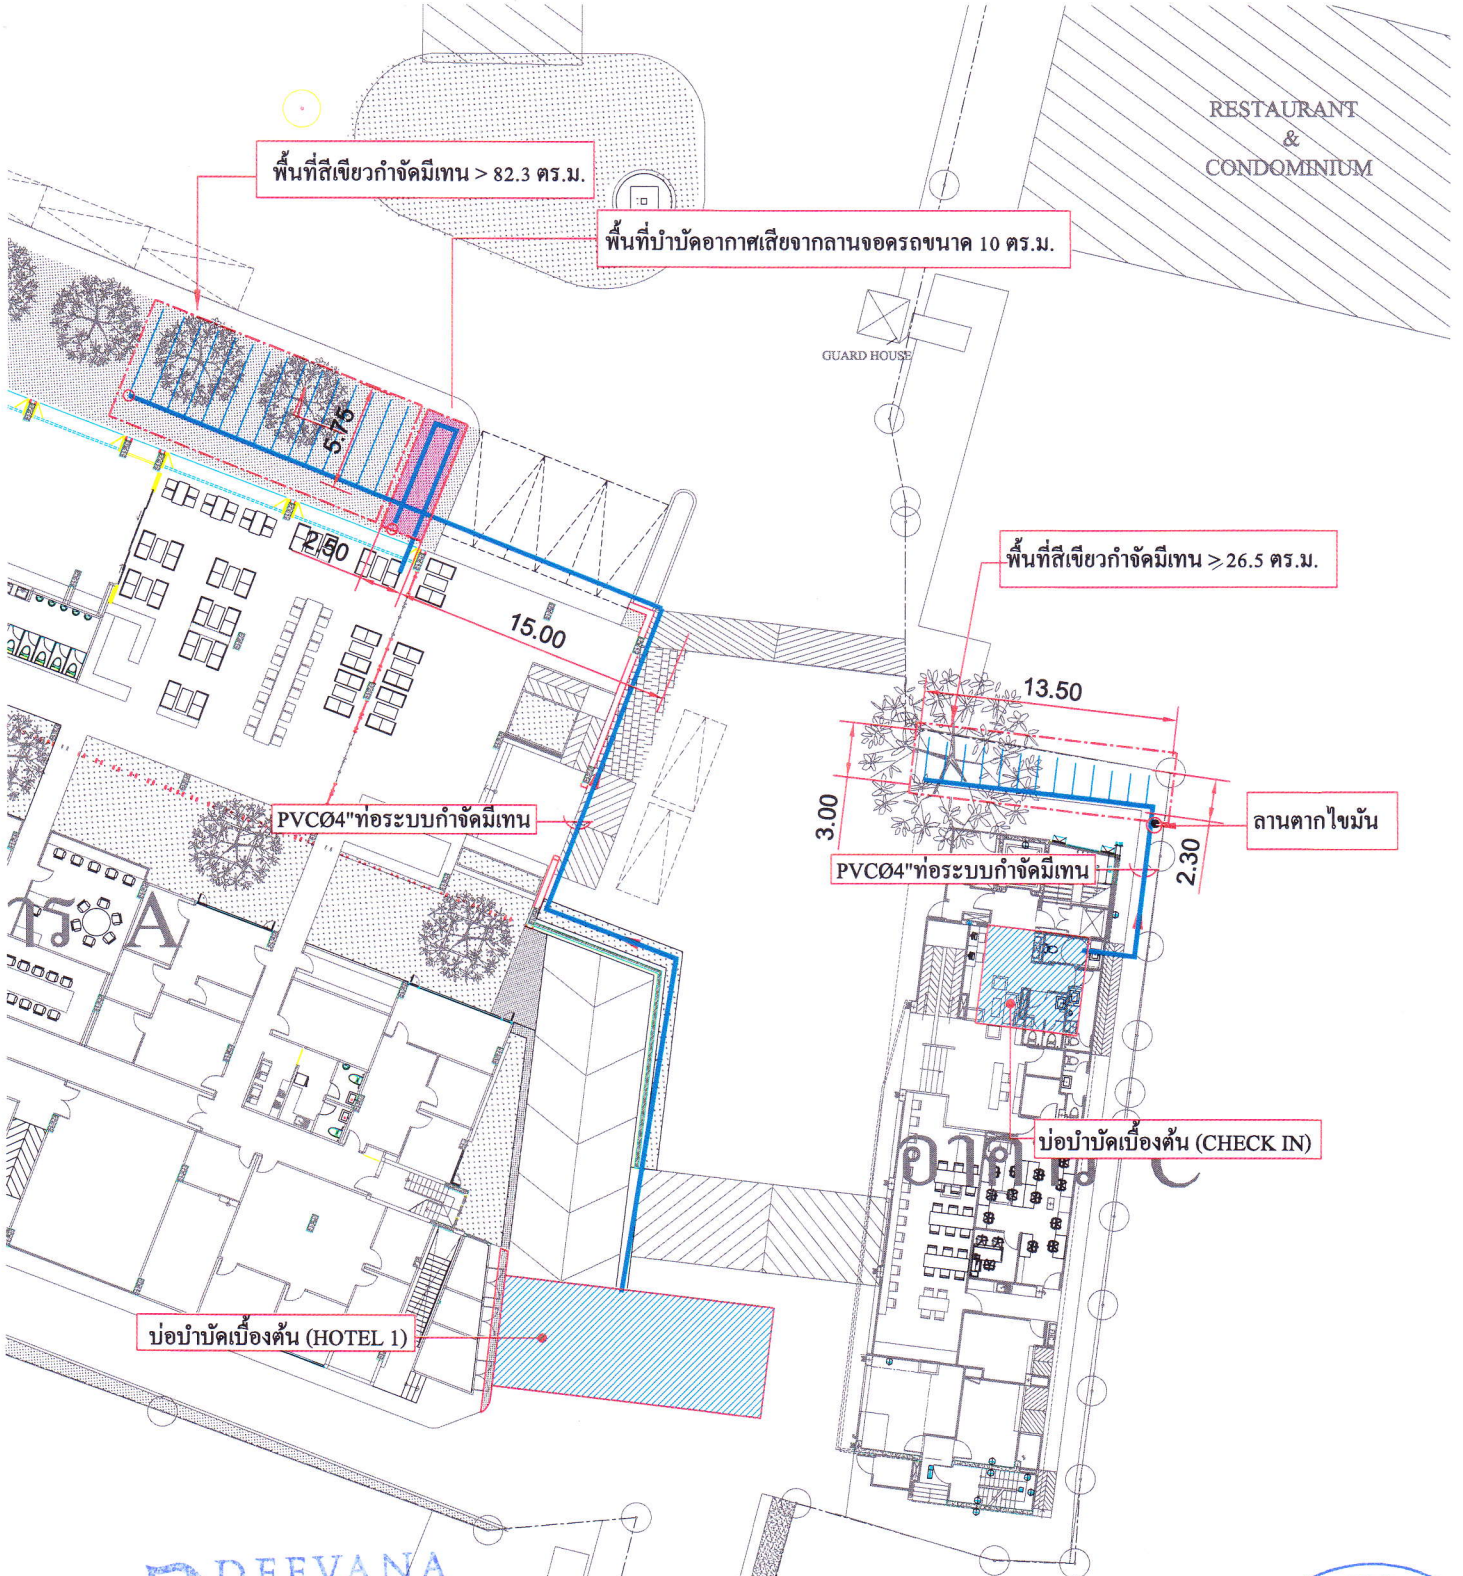 RESTAURANT
&
CONDOMINIUM
พื้นที่สีเขียวกำจัดมีเทน > 82.3 ตร.ม.
พื้นที่บำบัดอากาศเสียจากลานจอดรถขนาด 10 ตร.ม.
GUARD HOUSE
5.75
2.50
พื้นที่สีเขียวกำจัดมีเทน > 26.5 ตร.ม.
15.00
13.50
PVCØ4"ท่อระบบกำจัดมีเทน
3.00
ลานตากไขมัน
2.30
PVCØ4"ท่อระบบกำจัดมีเทน
าร A
บ่อบำบัดเบื้องต้น (CHECK IN)
อาคาร C
บ่อบำบัดเบื้องต้น (HOTEL 1)
DEEVANA